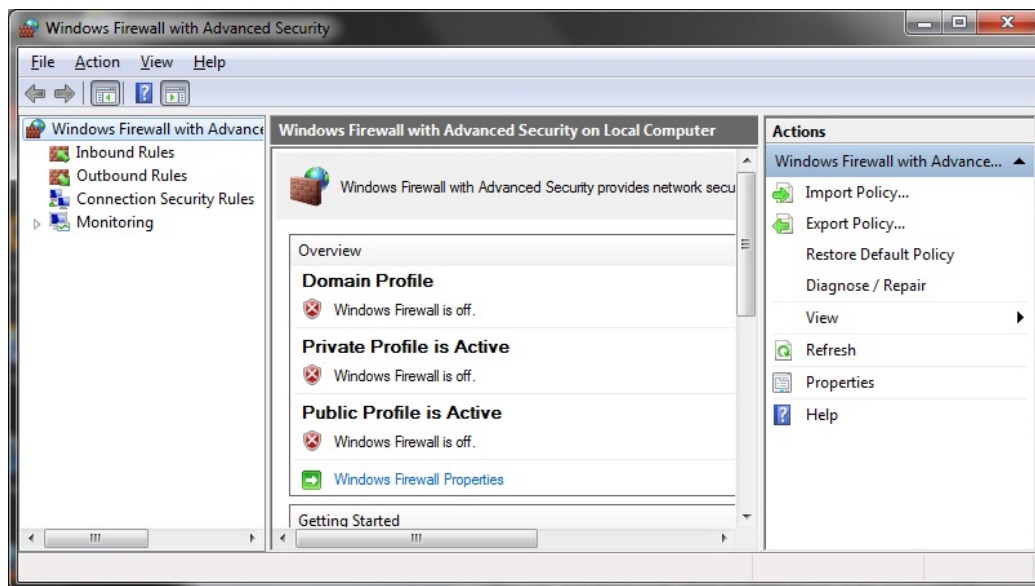 Windows Firewall with Advanced Security
File Action View Help
Windows Firewall with Advance
Inbound Rules
Outbound Rules
Connection Security Rules
Monitoring
Windows Firewall with Advanced Security on Local Computer
Windows Firewall with Advanced Security provides network secu
Overview
Domain Profile
Windows Firewall is off.
Private Profile is Active
Windows Firewall is off.
Public Profile is Active
Windows Firewall is off.
Windows Firewall Properties
Getting Started
Actions
Windows Firewall with Advance...
Import Policy...
Export Policy...
Restore Default Policy
Diagnose / Repair
View
Refresh
Properties
Help